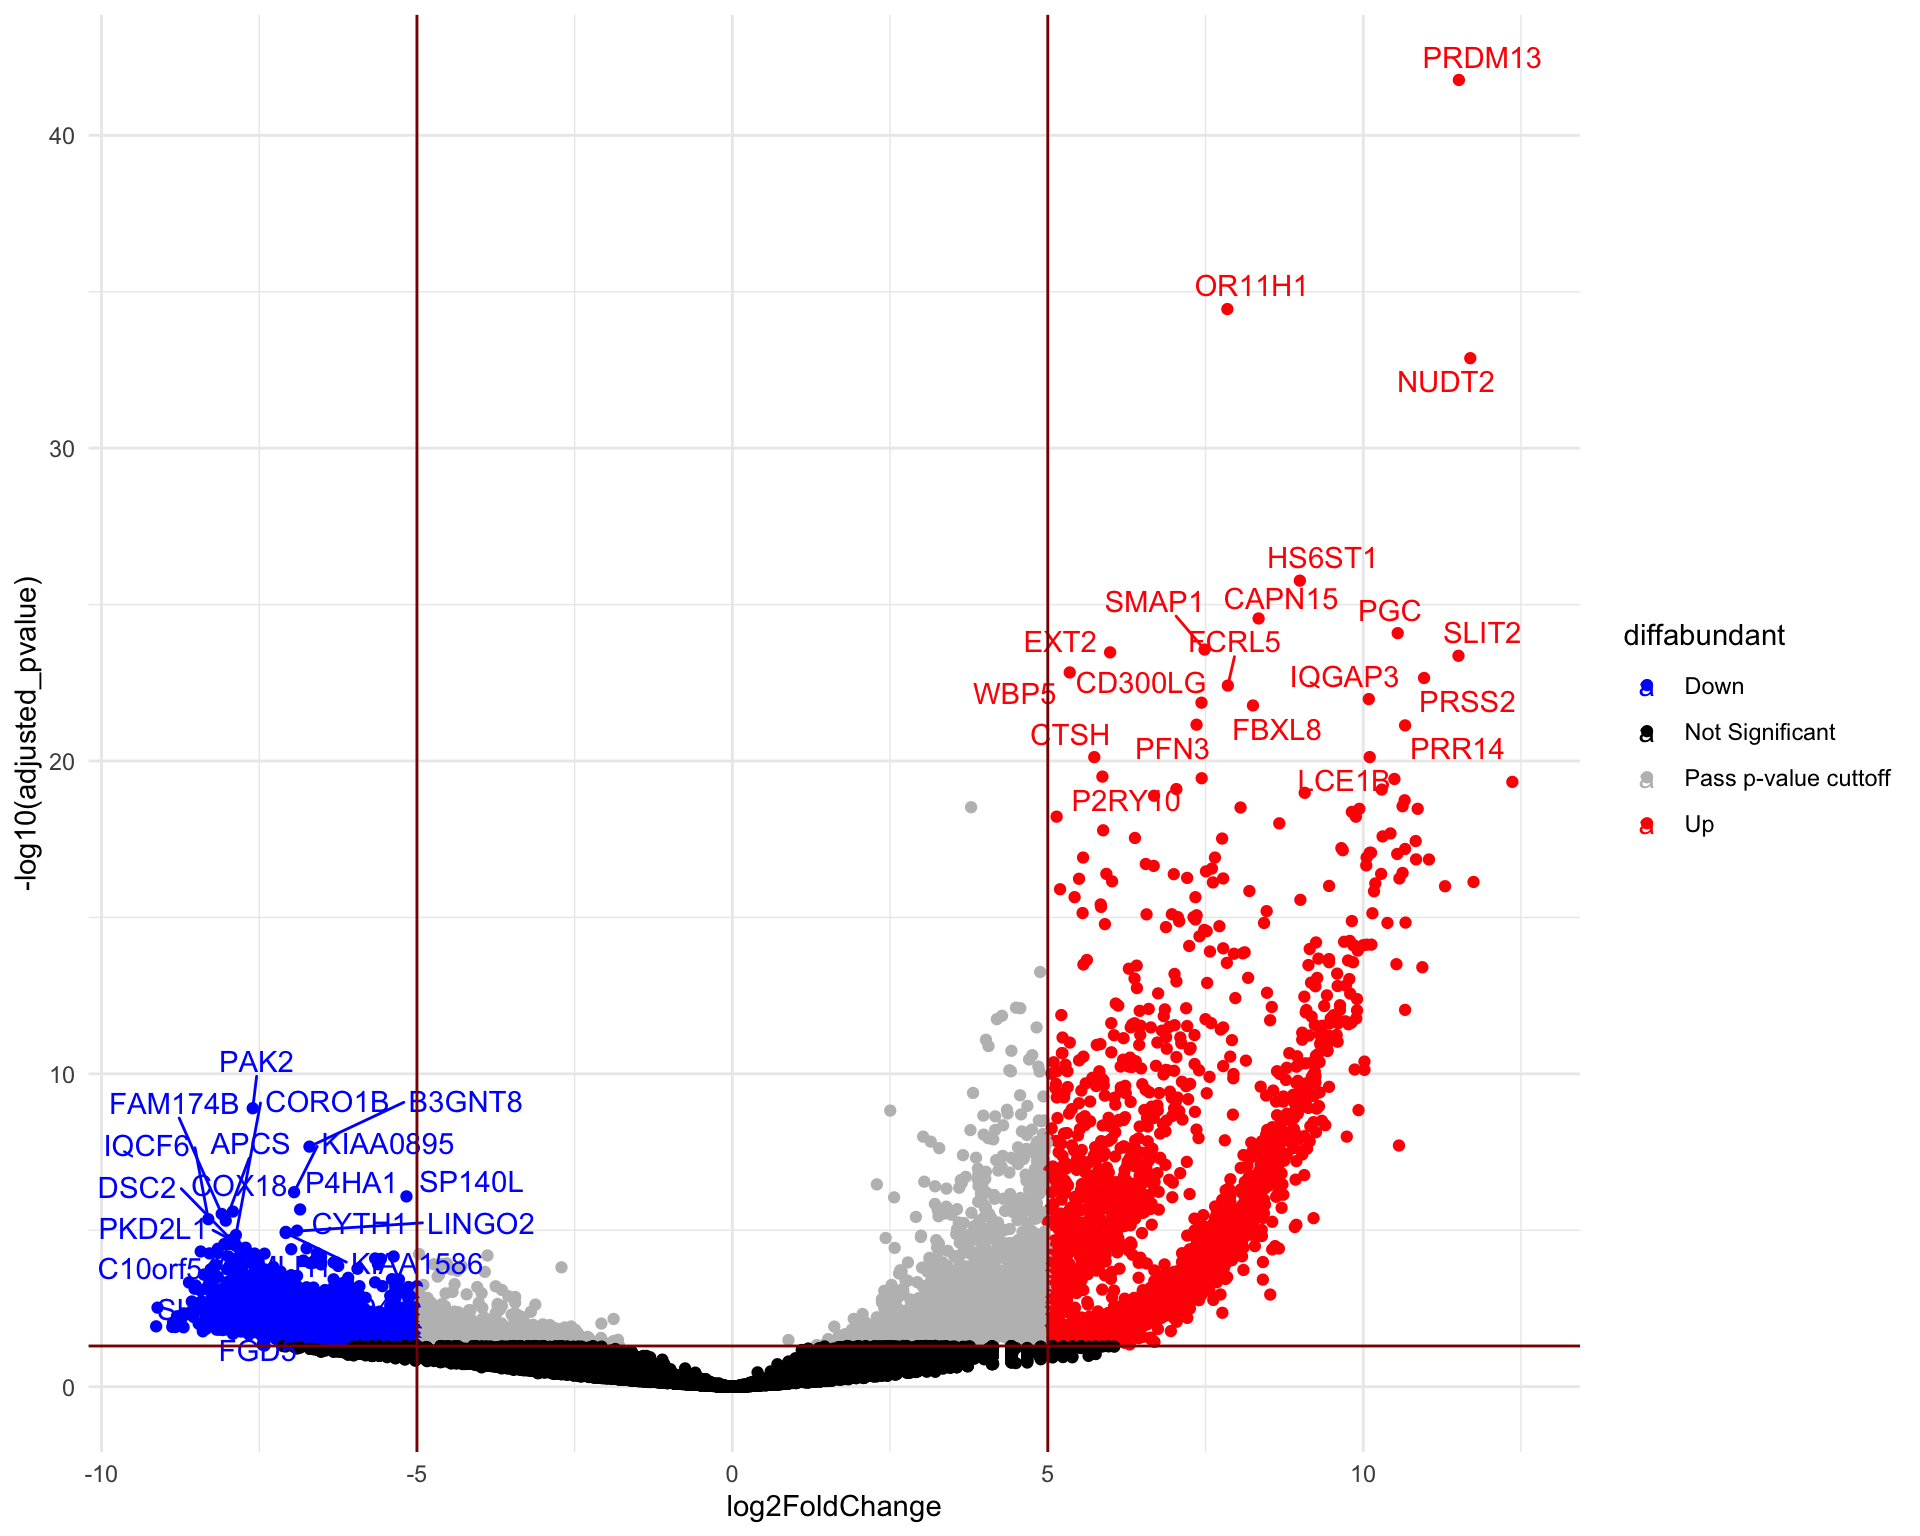 PRDM13
40
OR11H1
NUDT2
30
HS6ST1
SMAP1
CAPN15
PGC
SLIT2
EXT2
FCRL5
IQGAP3
CD300LG
WBP5
PRSS2
FBXL8
CTSH
PFN3
PRR14
20
LCE1B
P2RY10
PAK2
10
FAM174B
CORO1B
B3GNT8
IQCF6
APCS
KIAA0895
DSC2
COX18
P4HA1
SP140L
PKD2L1
CYTH1
LINGO2
KIAA1586
FGD5
0
-10
-5
0
5
10
log2FoldChange
-log10(adjusted_pvalue)
diffabundant
a Down
a Not Significant
a Pass p-value cuttoff
a Up